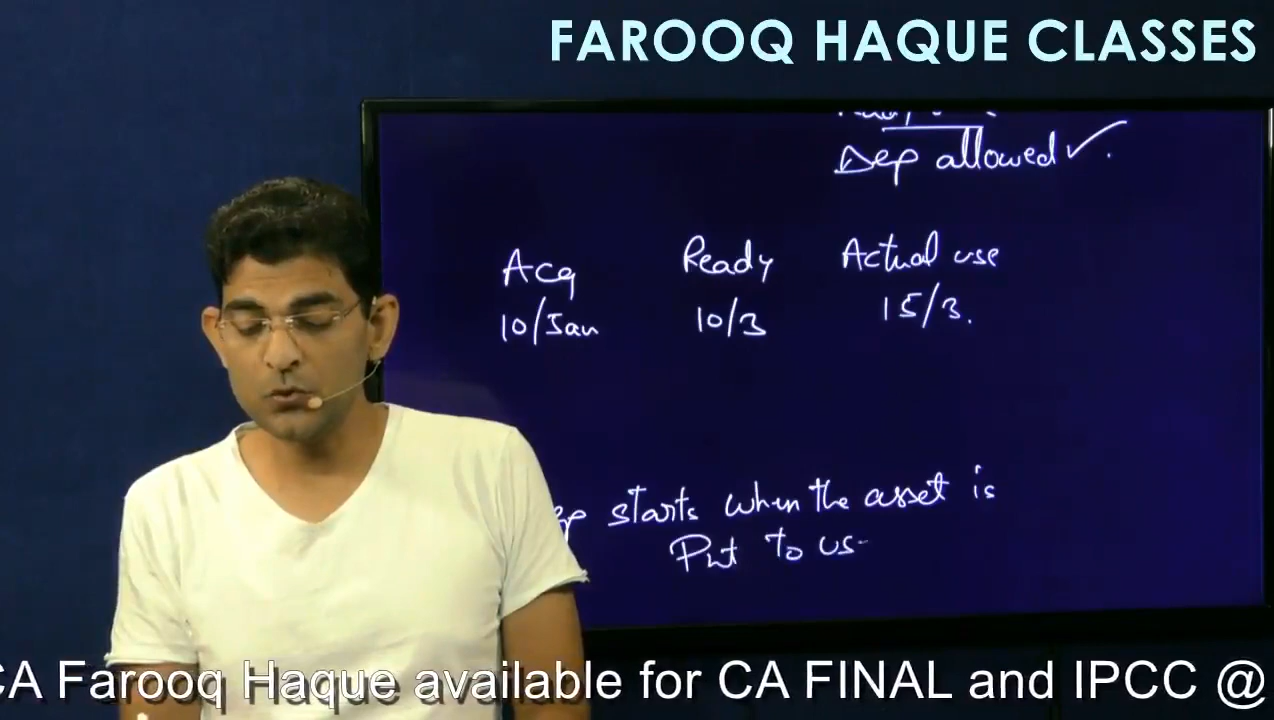 FAROOQ HAQUE CLASSES
Dep allowed ✓.
Acq Ready Actual use
10/Jan 10/3 15/3.
starts when the asset is
Put to us
CA Farooq Haque available for CA FINAL and IPCC @